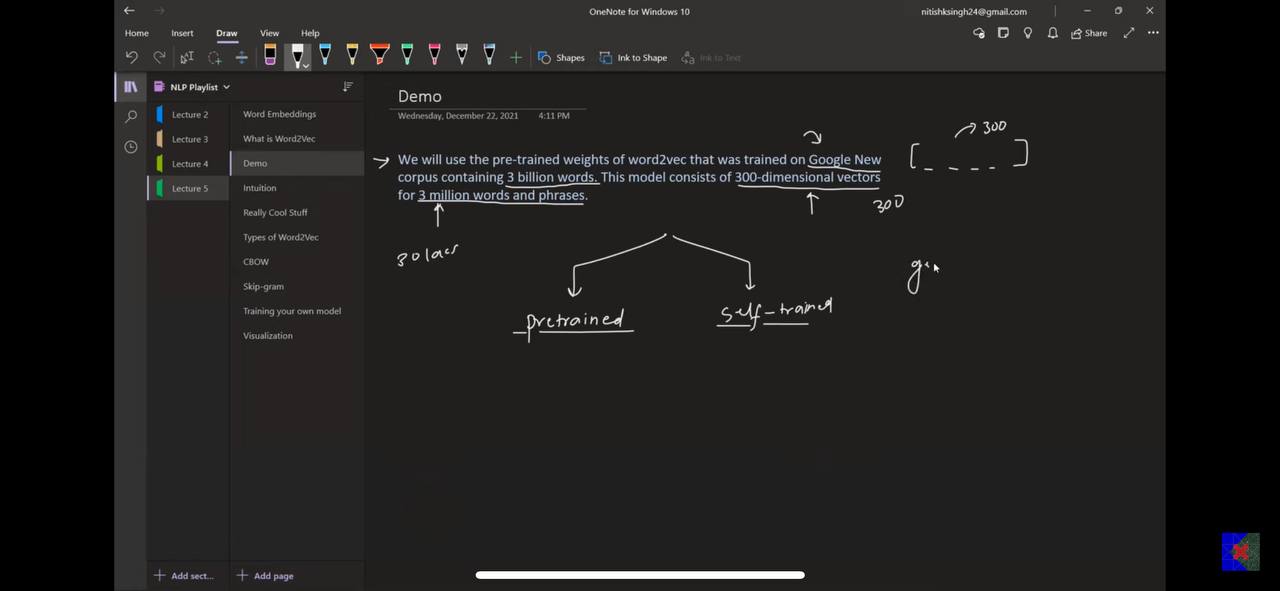 OneNote for Windows 10
nitishksingh24@gmail.com
Home Insert Draw View Help
Share
Shapes Ink to Shape Ink to Text
NLP Playlist
Lecture 2
Lecture 3
Lecture 4
Lecture 5
Word Embeddings
What is Word2Vec
Demo
Intuition
Really Cool Stuff
Types of Word2Vec
CBOW
Skip-gram
Training your own model
Visualization
Add sect...
Add page
Demo
Wednesday, December 22, 2021 4:11 PM
We will use the pre-trained weights of word2vec that was trained on Google New
corpus containing 3 billion words. This model consists of 300-dimensional vectors
for 3 million words and phrases.
300
300
30 lacs
pretrained
self-trained